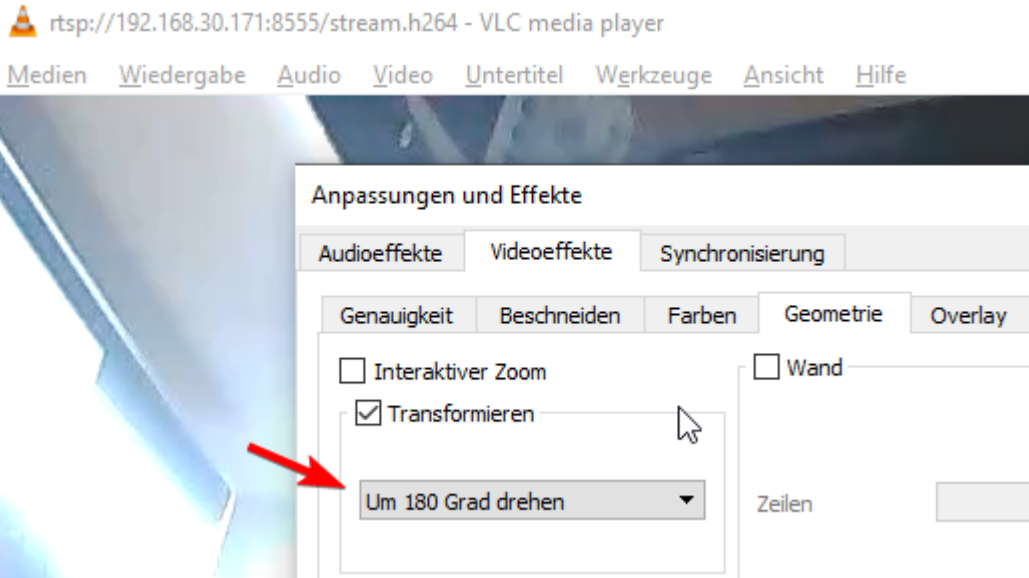 rtsp://192.168.30.171:8555/stream.h264 - VLC media player
Medien Wiedergabe Audio Video Untertitel Werkzeuge Ansicht Hilfe
Anpassungen und Effekte
Audioeffekte Videoeffekte Synchronisierung
Genauigkeit Beschneiden Farben Geometrie Overlay
Interaktiver Zoom Wand
Transformieren
Um 180 Grad drehen Zeilen